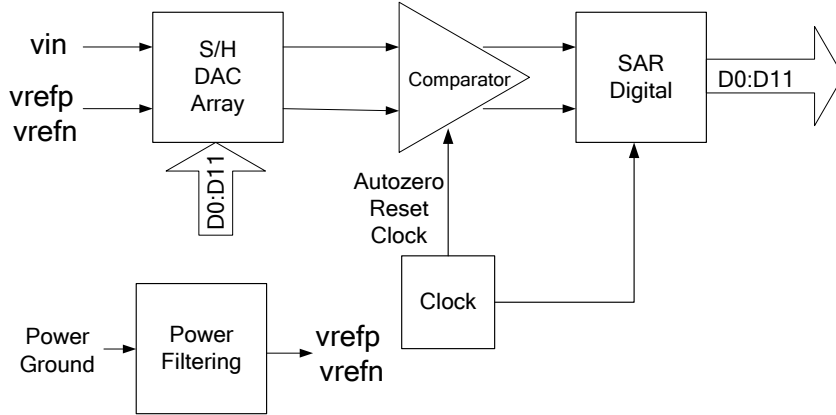 vin
vrefp
vrefn
S/H
DAC
Array
Comparator
SAR
Digital
D0:D11
D0:D11
Autozero
Reset
Clock
Clock
Power
Ground
Power
Filtering
vrefp
vrefn